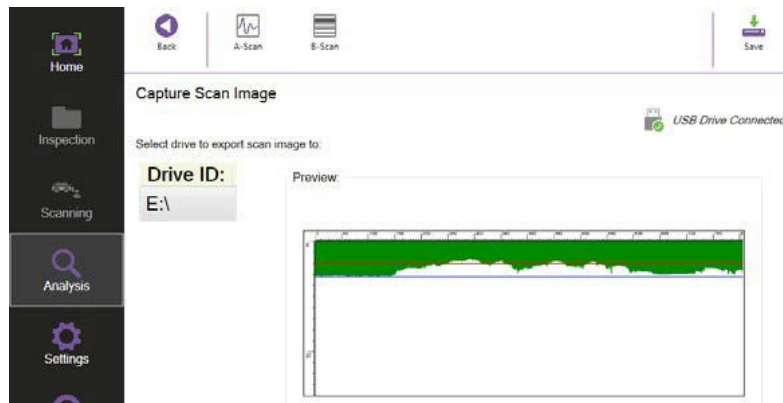 Home
Inspection
Scanning
Analysis
Settings
Back
A-Scan
B-Scan
Save
Capture Scan Image
USB Drive Connected
Select drive to export scan image to:
Drive ID:
E:\
Preview: